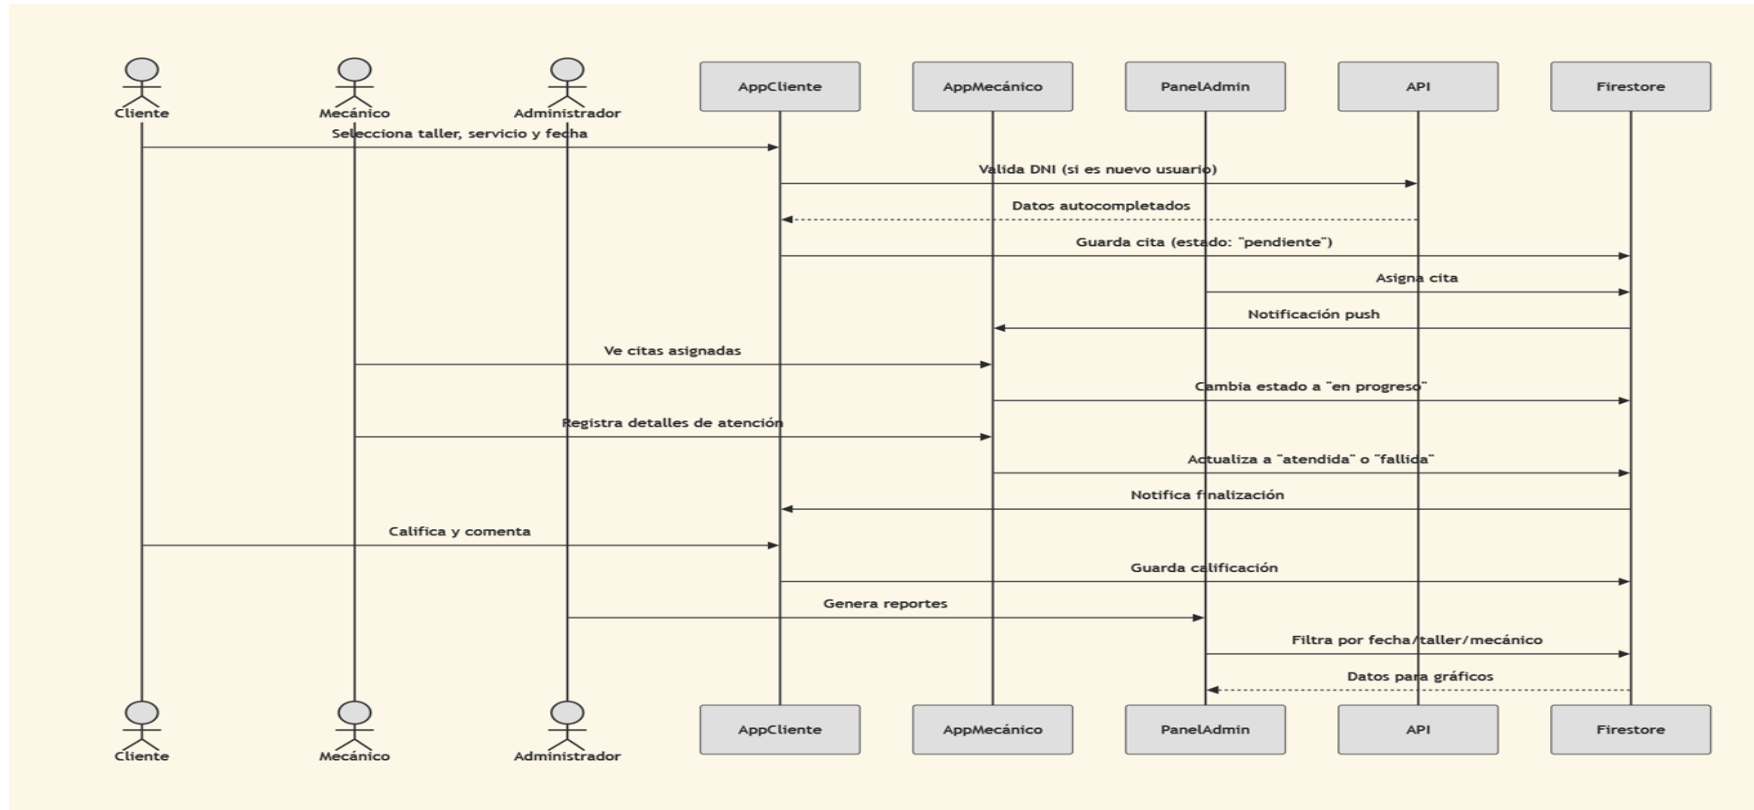 Cliente
Mecánico
Administrador
AppCliente
AppMecánico
PanelAdmin
API
Firestore
Selecciona taller, servicio y fecha
Valida DNI (si es nuevo usuario)
Datos autocompletados
Guarda cita (estado: "pendiente")
Asigna cita
Notificación push
Ve citas asignadas
Cambia estado a "en progreso"
Registra detalles de atención
Actualiza a "atendida" o "fallida"
Notifica finalización
Califica y comenta
Guarda calificación
Genera reportes
Filtra por fecha/taller/mecánico
Datos para gráficos
Cliente
Mecánico
Administrador
AppCliente
AppMecánico
PanelAdmin
API
Firestore